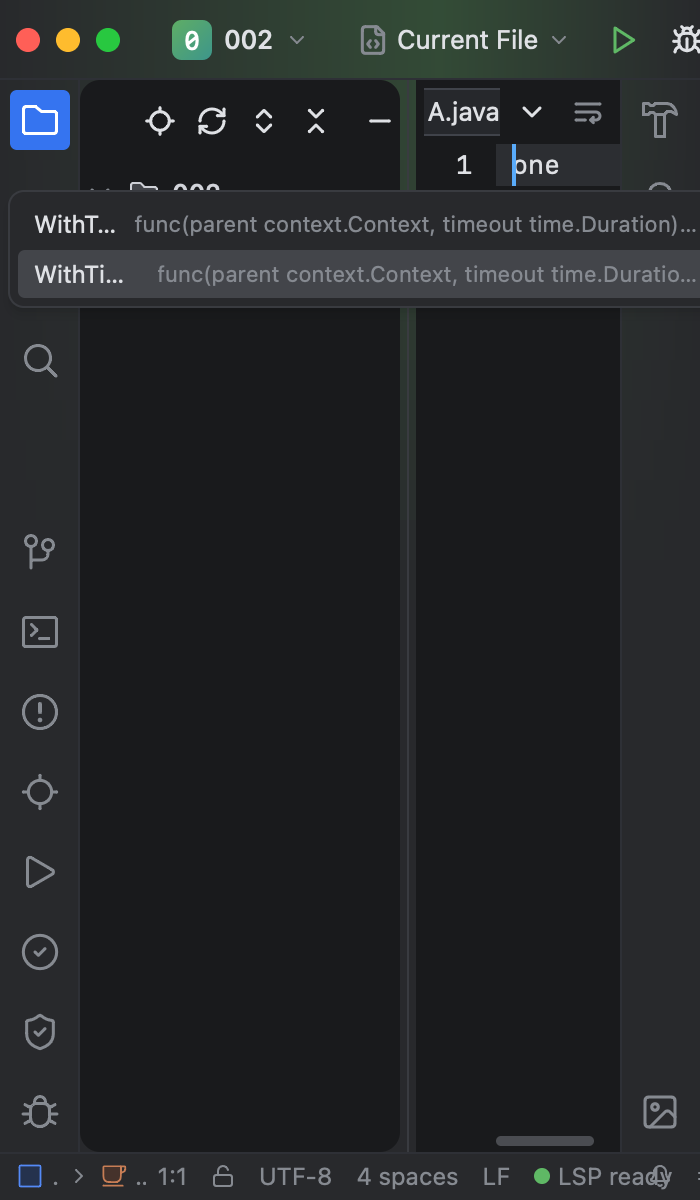 0 002 Current File
A.java
1 one
002
WithT... func(parent context.Context, timeout time.Duration)...
WithTi... func(parent context.Context, timeout time.Duratio...
. .. 1:1 UTF-8 4 spaces LF LSP ready